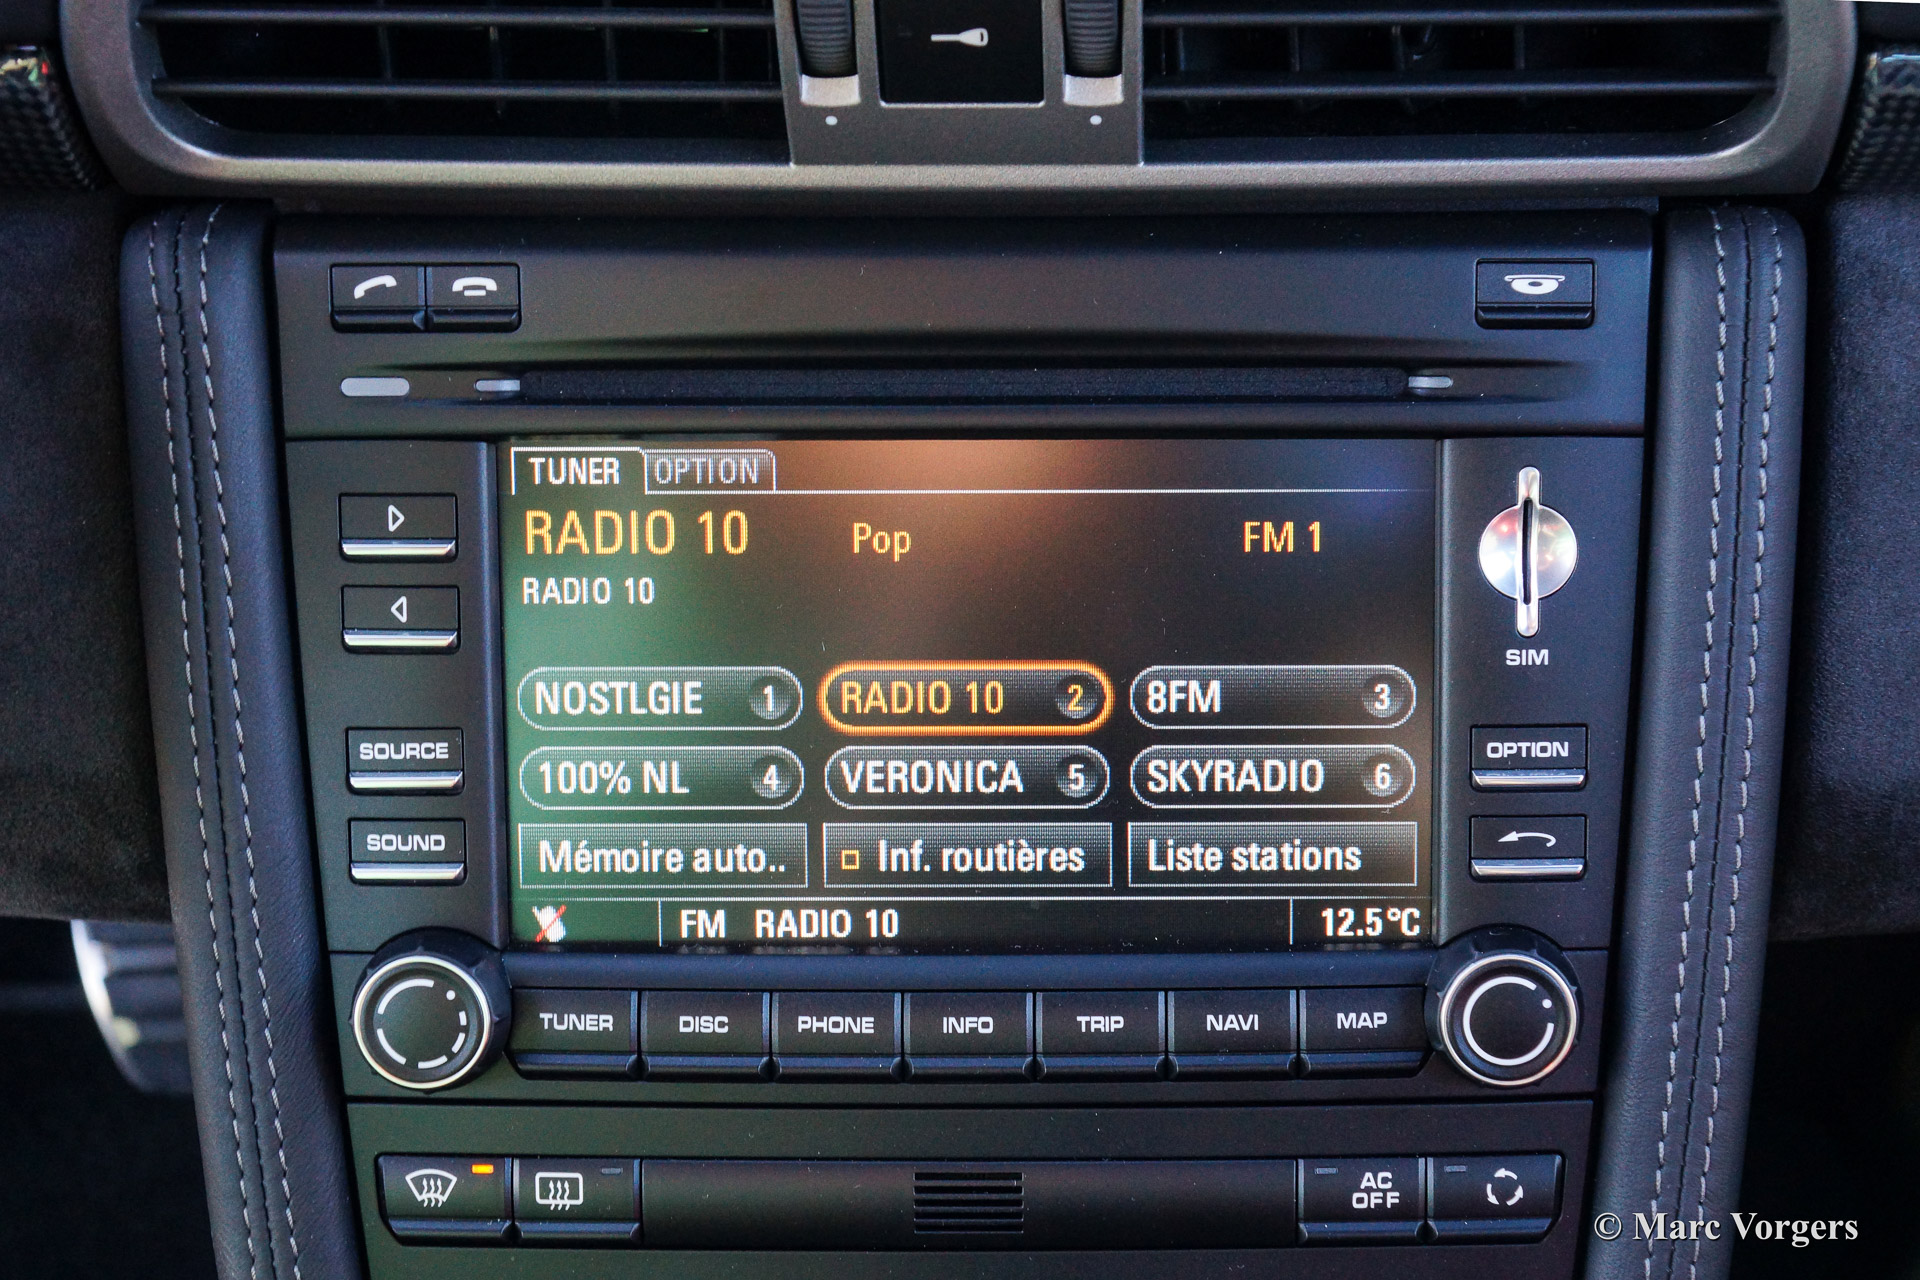 TUNER OPTION
RADIO 10 Pop FM 1
RADIO 10
SIM
NOSTLGIE 1 RADIO 10 2 8FM 3
SOURCE
100% NL 4 VERONICA 5 SKYRADIO 6
OPTION
SOUND
Mémoire auto.. Inf. routières Liste stations
FM RADIO 10 12.5°C
TUNER DISC PHONE INFO TRIP NAVI MAP
AC
OFF
© Marc Vorgers